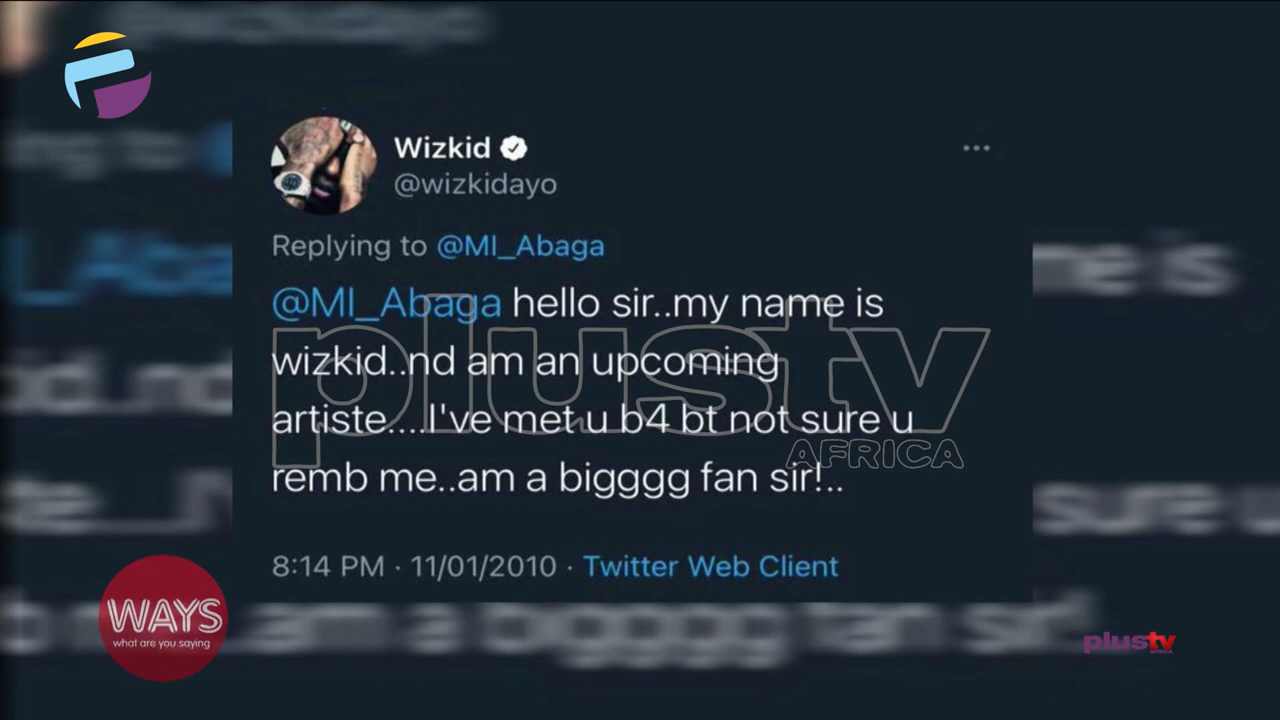 Wizkid
@wizkidayo
Replying to @MI_Abaga
@MI_Abaga hello sir..my name is
wizkid..nd am an upcoming
artiste....I've met u b4 bt not sure u
remb me..am a bigggg fan sir!..
8:14 PM · 11/01/2010 · Twitter Web Client
plustv
AFRICA
WAYS
what are you saying
plustv
AFRICA